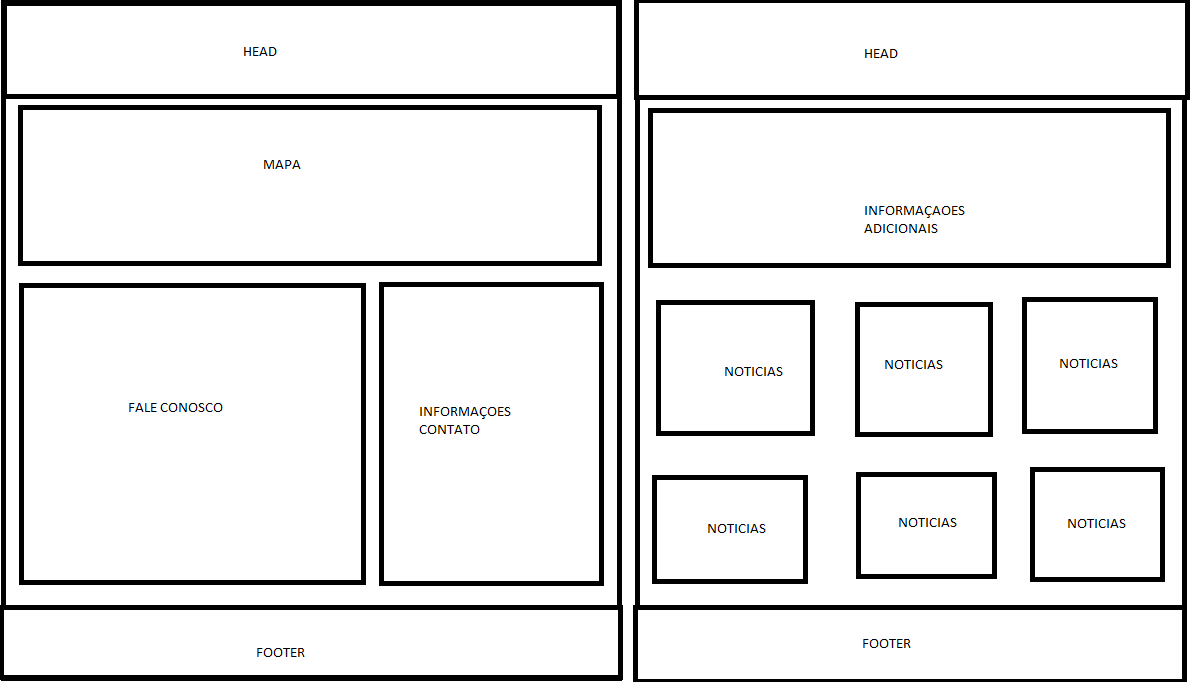 HEAD
MAPA
FALE CONOSCO
INFORMAÇOES
CONTATO
FOOTER
HEAD
INFORMAÇAOES
ADICIONAIS
NOTICIAS
NOTICIAS
NOTICIAS
NOTICIAS
NOTICIAS
NOTICIAS
FOOTER